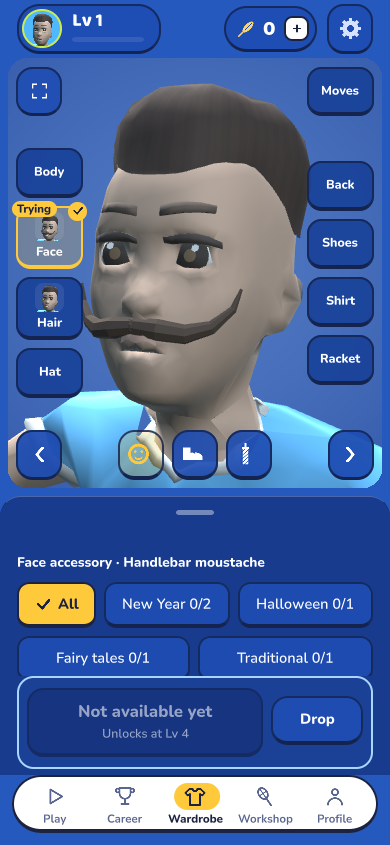 Lv 1
0
+
Moves
Body
Back
Trying
Face
Shoes
Hair
Shirt
Hat
Racket
Face accessory · Handlebar moustache
All
New Year 0/2
Halloween 0/1
Fairy tales 0/1
Traditional 0/1
Not available yet
Unlocks at Lv 4
Drop
Play
Career
Wardrobe
Workshop
Profile